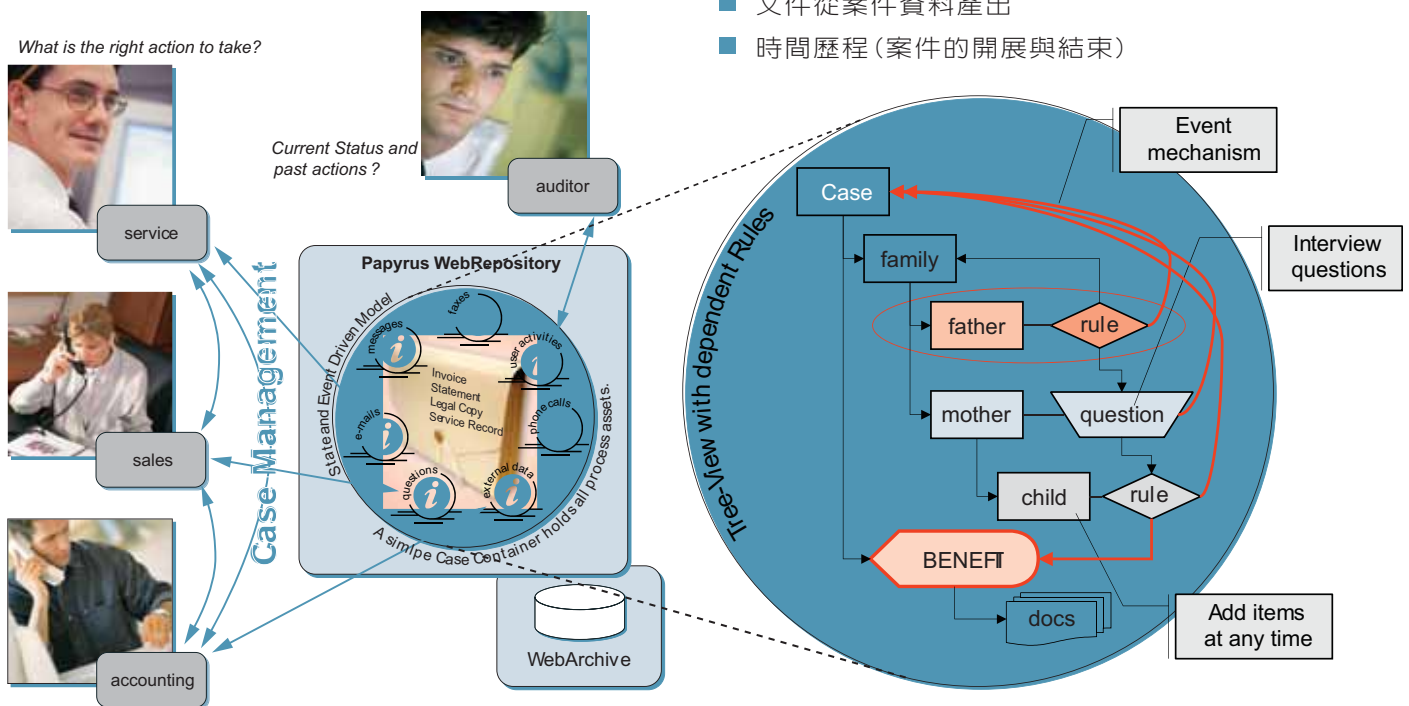 文件從案件資料產出
時間歷程(案件的開展與結束)
What is the right action to take?
Current Status and
past actions ?
auditor
service
sales
accounting
Case Management
Papyrus WebRepository
State and Event Driven Model
A simlpe Case Container holds all process assets.
messages
taxes
user activities
e-mails
phone calls
questions
external data
Invoice
Statement
Legal Copy
Service Record
WebArchive
Tree-View with dependent Rules
Case
family
father
rule
mother
question
child
rule
BENEFIT
docs
Event
mechanism
Interview
questions
Add items
at any time